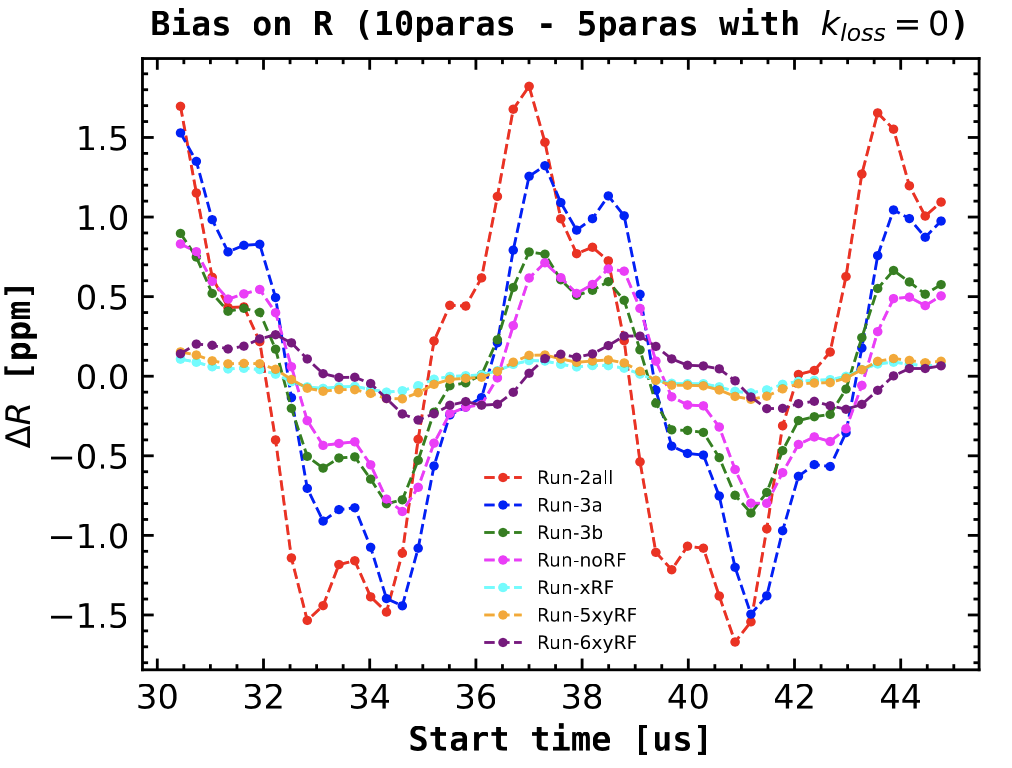 Bias on R (10paras - 5paras with k_loss = 0)
ΔR [ppm]
1.5
1.0
0.5
0.0
−0.5
−1.0
−1.5
Run-2all
Run-3a
Run-3b
Run-noRF
Run-xRF
Run-5xyRF
Run-6xyRF
30 32 34 36 38 40 42 44
Start time [us]